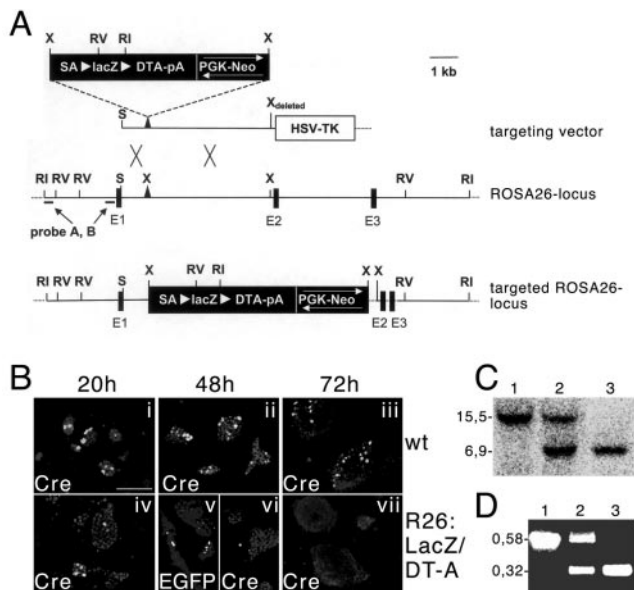 A
X RV RI X
SA lacZ DTA-pA PGK-Neo
1 kb
S X deleted
HSV-TK
targeting vector
RI RV RV S X X RV RI
ROSA26-locus
probe A, B
E1 E2 E3
RI RV RV S X RV RI X X RV RI
SA lacZ DTA-pA PGK-Neo
targeted ROSA26-
locus
E1 E2 E3
B
20h 48h 72h
i ii iii
Cre Cre Cre
wt
iv v vi vii
Cre EGFP Cre Cre
R26:
LacZ/
DT-A
C
1 2 3
15,5
6,9
D
1 2 3
0,58
0,32